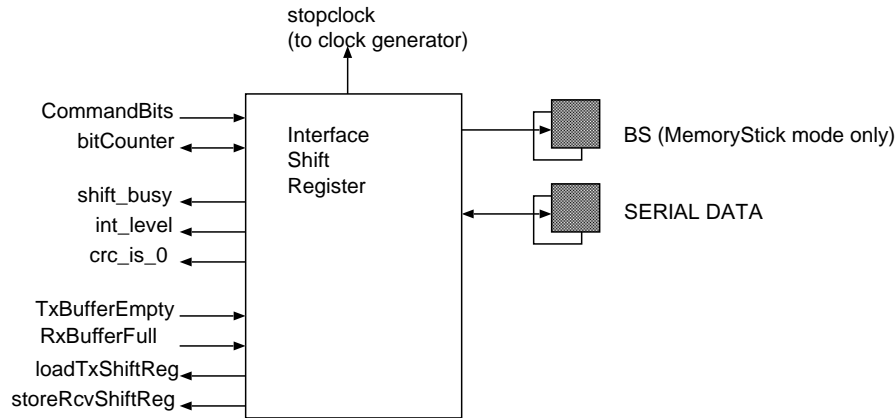 stopclock
(to clock generator)
CommandBits
bitCounter
Interface
Shift
Register
BS (MemoryStick mode only)
shift_busy
int_level
crc_is_0
SERIAL DATA
TxBufferEmpty
RxBufferFull
loadTxShiftReg
storeRcvShiftReg